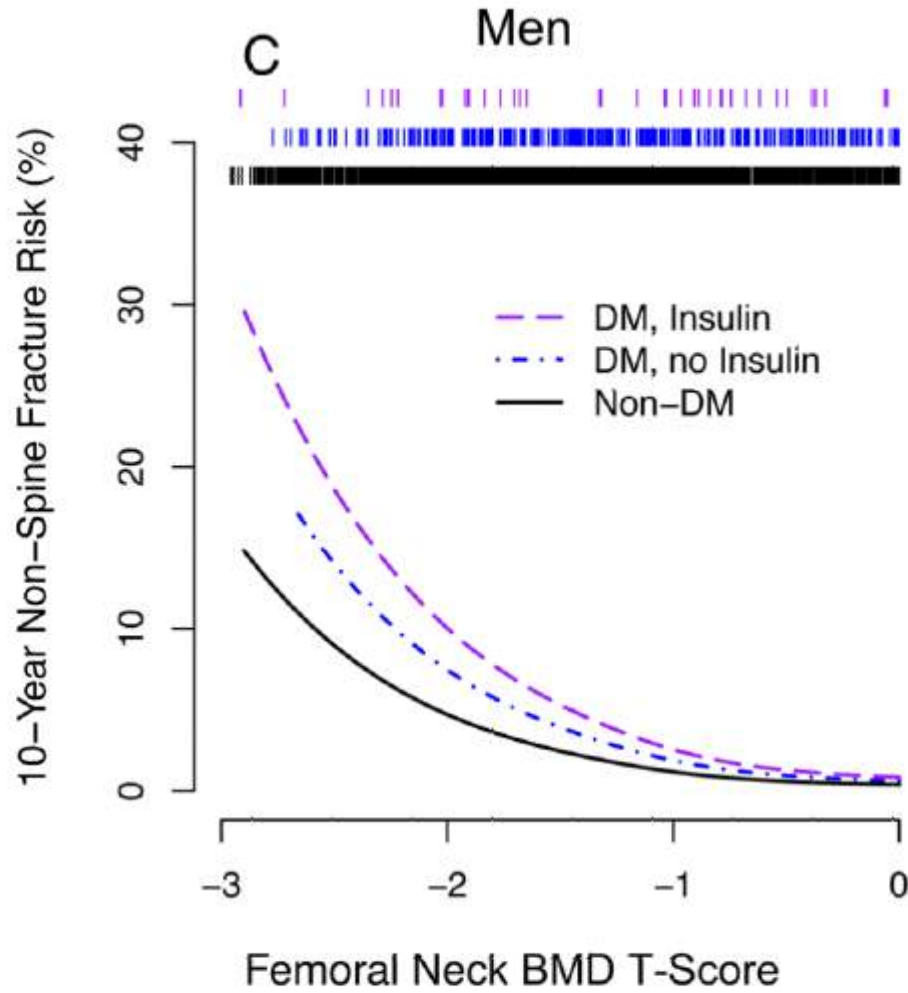 Men
C
10−Year Non−Spine Fracture Risk (%)
40
30
20
10
0
DM, Insulin
DM, no Insulin
Non−DM
−3 −2 −1 0
Femoral Neck BMD T-Score